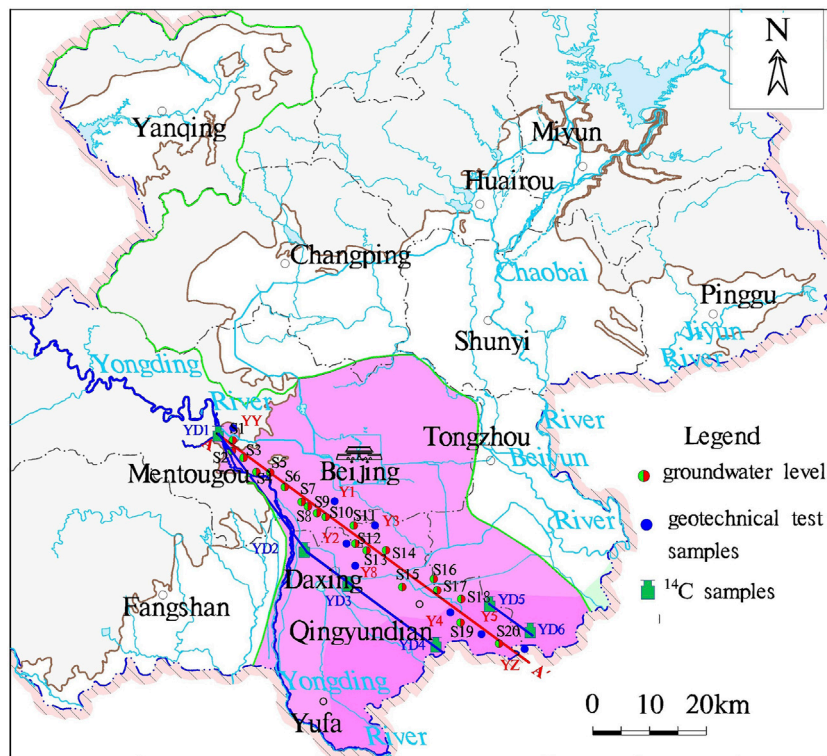 N
Yanqing
Miyun
Huairou
Changping
Chaobai
Pinggu
Jiyun
River
Shunyi
Yongding
River
River
YY
S1
YD1
A
S2
S3
Mentougou
S5
Tongzhou
Beiyun
River
Beijing
S6
S7
Y1
S8
S9
S10
S11
Y3
Y2
S12
S13
S14
YD2
Y8
Daxing
S15
S16
S17
S18
YD3
YD5
Fangshan
Qingyundian
Y4
Y5
S19
S20
YD6
YD4
YZ
A'
Yongding
Yufa
River
Legend
groundwater level
geotechnical test
samples
14C samples
0 10 20km